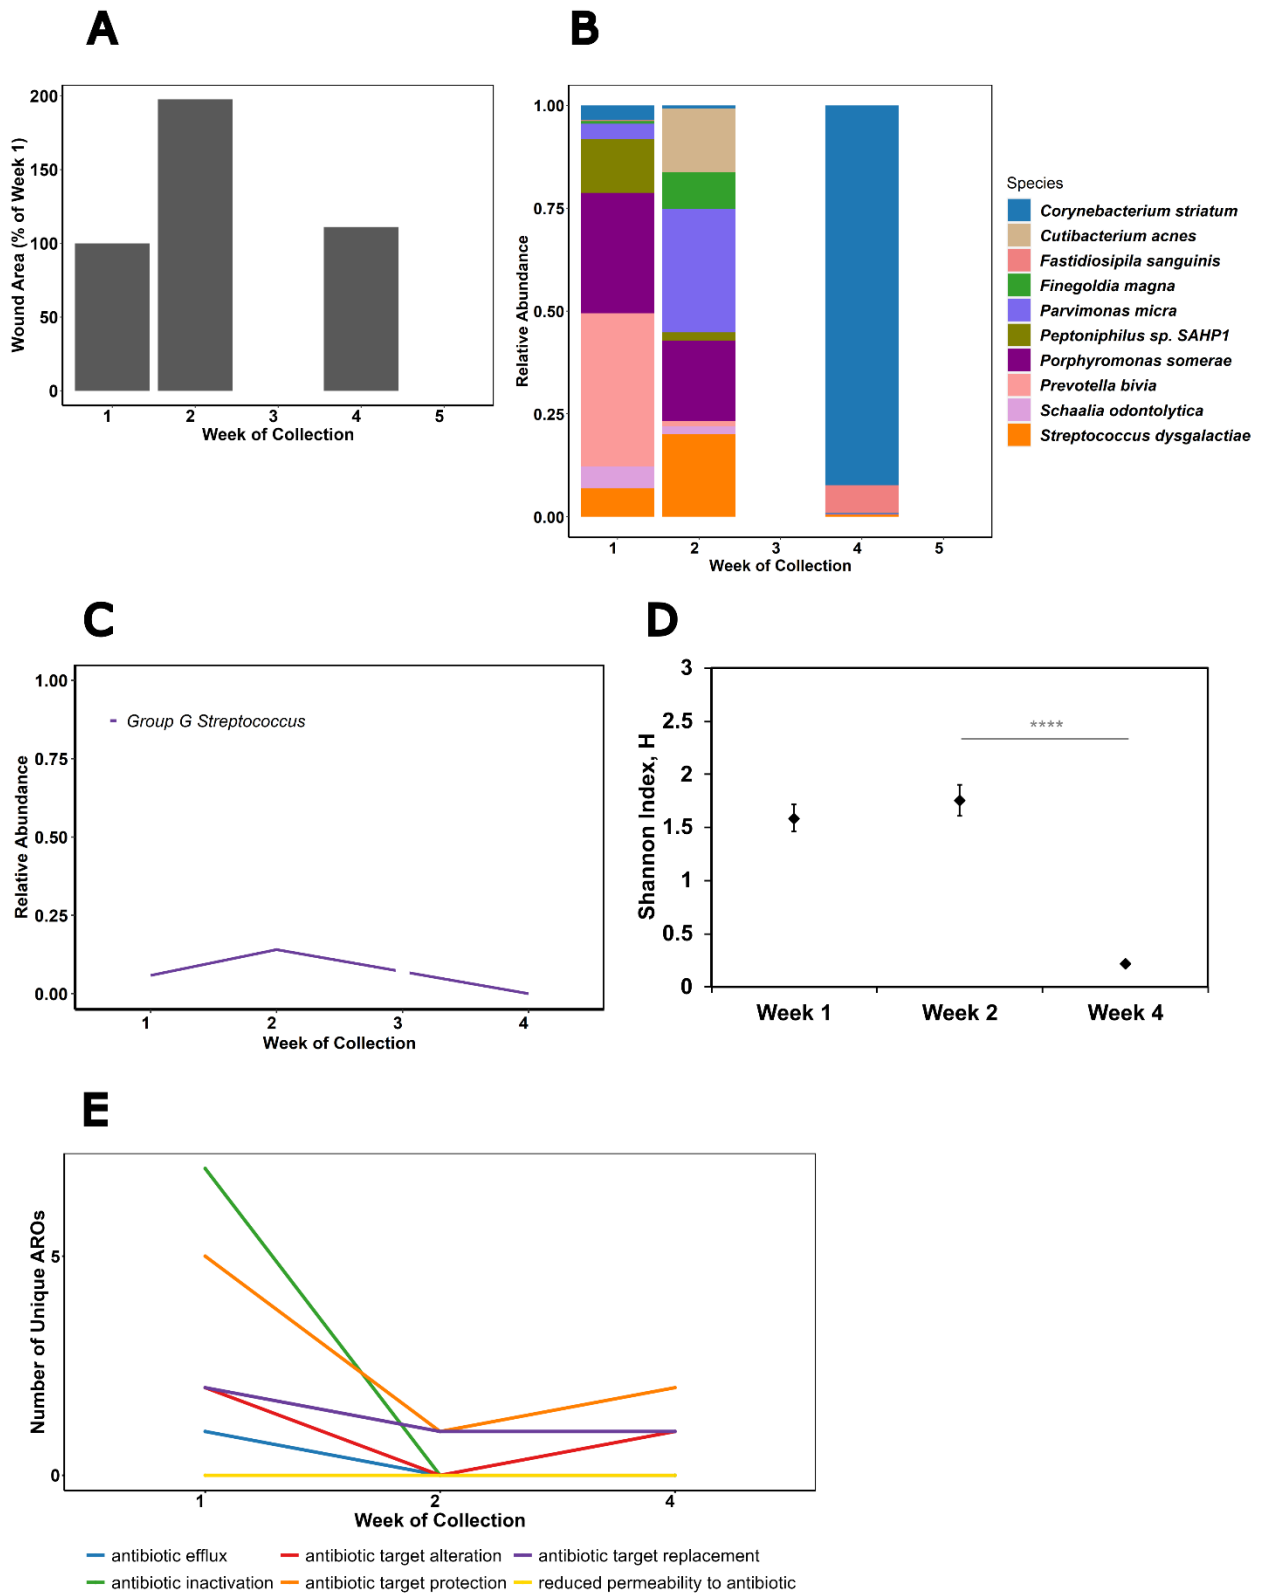 A
B
200
150
100
50
0
Wound Area (% of Week 1)
1 2 3 4 5
Week of Collection
1.00
0.75
0.50
0.25
0.00
Relative Abundance
1 2 3 4 5
Week of Collection
Species
Corynebacterium striatum
Cutibacterium acnes
Fastidiosipila sanguinis
Finegoldia magna
Parvimonas micra
Peptoniphilus sp. SAHP1
Porphyromonas somerae
Prevotella bivia
Schaalia odontolytica
Streptococcus dysgalactiae
C
D
1.00
0.75
0.50
0.25
0.00
Relative Abundance
Group G Streptococcus
1 2 3 4
Week of Collection
3
2.5
2
1.5
1
0.5
0
Shannon Index, H
****
Week 1 Week 2 Week 4
E
5
0
Number of Unique AROs
1 2 4
Week of Collection
antibiotic efflux antibiotic target alteration antibiotic target replacement
antibiotic inactivation antibiotic target protection reduced permeability to antibiotic